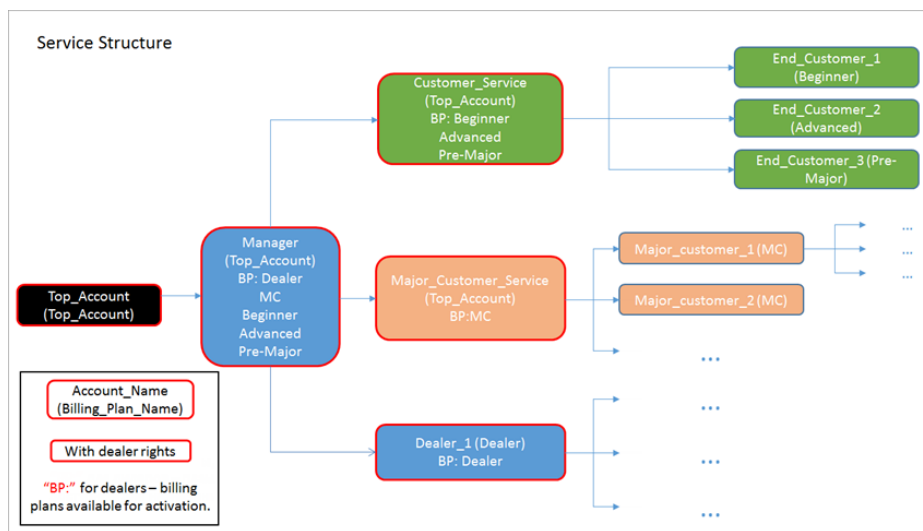 Service Structure
Customer_Service
(Top_Account)
BP: Beginner
Advanced
Pre-Major
End_Customer_1
(Beginner)
End_Customer_2
(Advanced)
End_Customer_3 (Pre-
Major)
Manager
(Top_Account)
BP: Dealer
MC
Beginner
Advanced
Pre-Major
Top_Account
(Top_Account)
Major_Customer_Service
(Top_Account)
BP:MC
Major_customer_1 (MC)
...
...
...
Major_customer_2 (MC)
...
Dealer_1 (Dealer)
BP: Dealer
...
...
...
Account_Name
(Billing_Plan_Name)
With dealer rights
“BP:” for dealers – billing
plans available for activation.